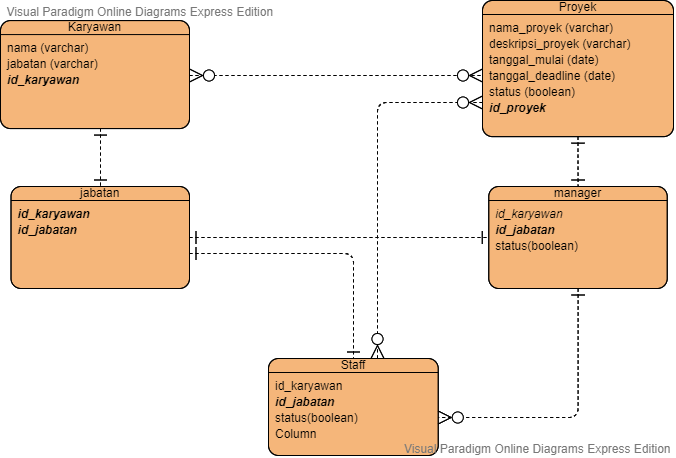 Visual Paradigm Online Diagrams Express Edition
Karyawan
nama (varchar)
jabatan (varchar)
id_karyawan
Proyek
nama_proyek (varchar)
deskripsi_proyek (varchar)
tanggal_mulai (date)
tanggal_deadline (date)
status (boolean)
id_proyek
jabatan
id_karyawan
id_jabatan
manager
id_karyawan
id_jabatan
status(boolean)
Staff
id_karyawan
id_jabatan
status(boolean)
Column
Visual Paradigm Online Diagrams Express Edition